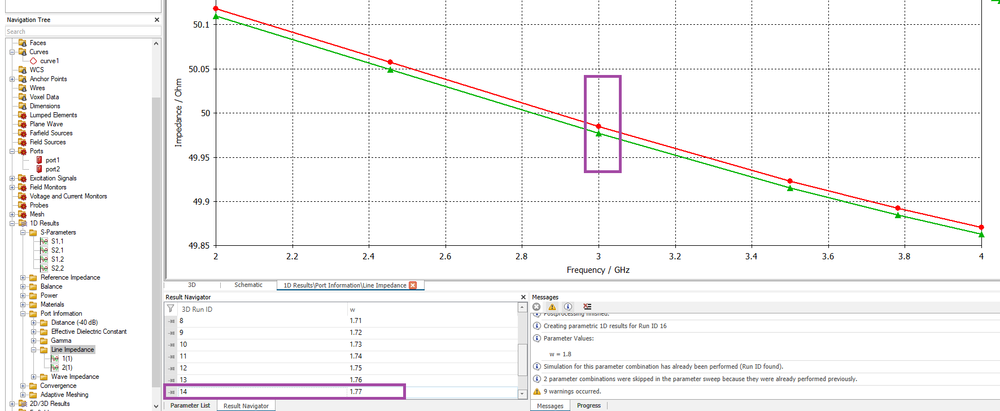 Navigation Tree
Search
Faces
Curves
curve1
WCS
Anchor Points
Wires
Voxel Data
Dimensions
Lumped Elements
Plane Wave
Farfield Sources
Field Sources
Ports
port1
port2
Excitation Signals
Field Monitors
Voltage and Current Monitors
Probes
Mesh
1D Results
S-Parameters
S1,1
S2,1
S1,2
S2,2
Reference Impedance
Balance
Power
Materials
Port Information
Distance (-40 dB)
Effective Dielectric Constant
Gamma
Line Impedance
1(1)
2(1)
Wave Impedance
Convergence
Adaptive Meshing
2D/3D Results
50.1
50.05
50
49.95
49.9
49.85
Impedance / Ohm
2 2.2 2.4 2.6 2.8 3 3.2 3.4 3.6 3.8 4
Frequency / GHz
3D Schematic 1D Results\Port Information\Line Impedance
Result Navigator
3D Run ID w
8 1.71
9 1.72
10 1.73
11 1.74
12 1.75
13 1.76
14 1.77
Parameter List Result Navigator
Messages
Postprocessing finished.
Creating parametric 1D results for Run ID 16
Parameter Values:
w = 1.8
Simulation for this parameter combination has already been performed (Run ID found).
2 parameter combinations were skipped in the parameter sweep because they were already performed previously.
9 warnings occurred.
Messages Progress